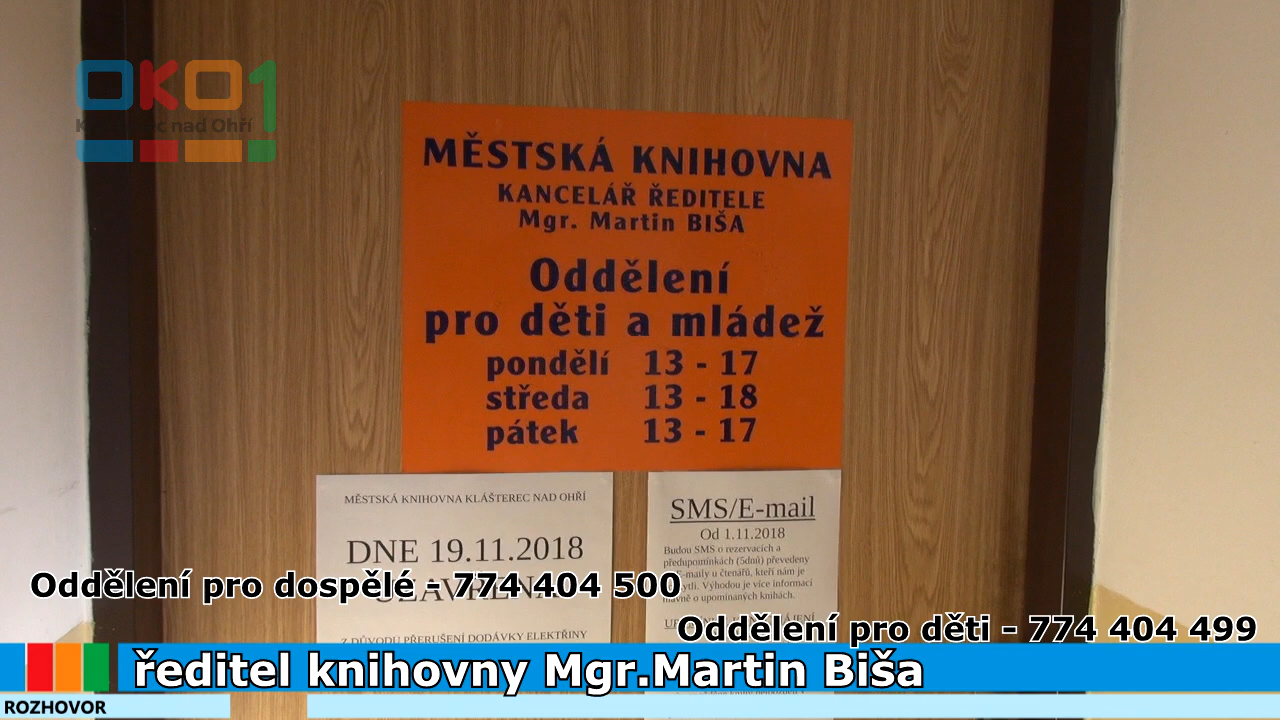 OKO1
Klášterec nad Ohří
MĚSTSKÁ KNIHOVNA
KANCELÁŘ ŘEDITELE
Mgr. Martin BIŠA
Oddělení
pro děti a mládež
pondělí 13 - 17
středa 13 - 18
pátek 13 - 17
MĚSTSKÁ KNIHOVNA KLÁŠTEREC NAD OHŘÍ
DNE 19.11.2018
Z DŮVODU PŘERUŠENÍ DODÁVKY ELEKTŘINY
SMS/E-mail
Od 1.11.2018
Budou SMS o rezervacích a
předupomínkách (5dnů) převedeny
E-maily u čtenářů, kteří nám je
Výhodou je více informací
o upomínaných knihách.
Oddělení pro dospělé - 774 404 500
Oddělení pro děti - 774 404 499
ředitel knihovny Mgr.Martin Biša
ROZHOVOR